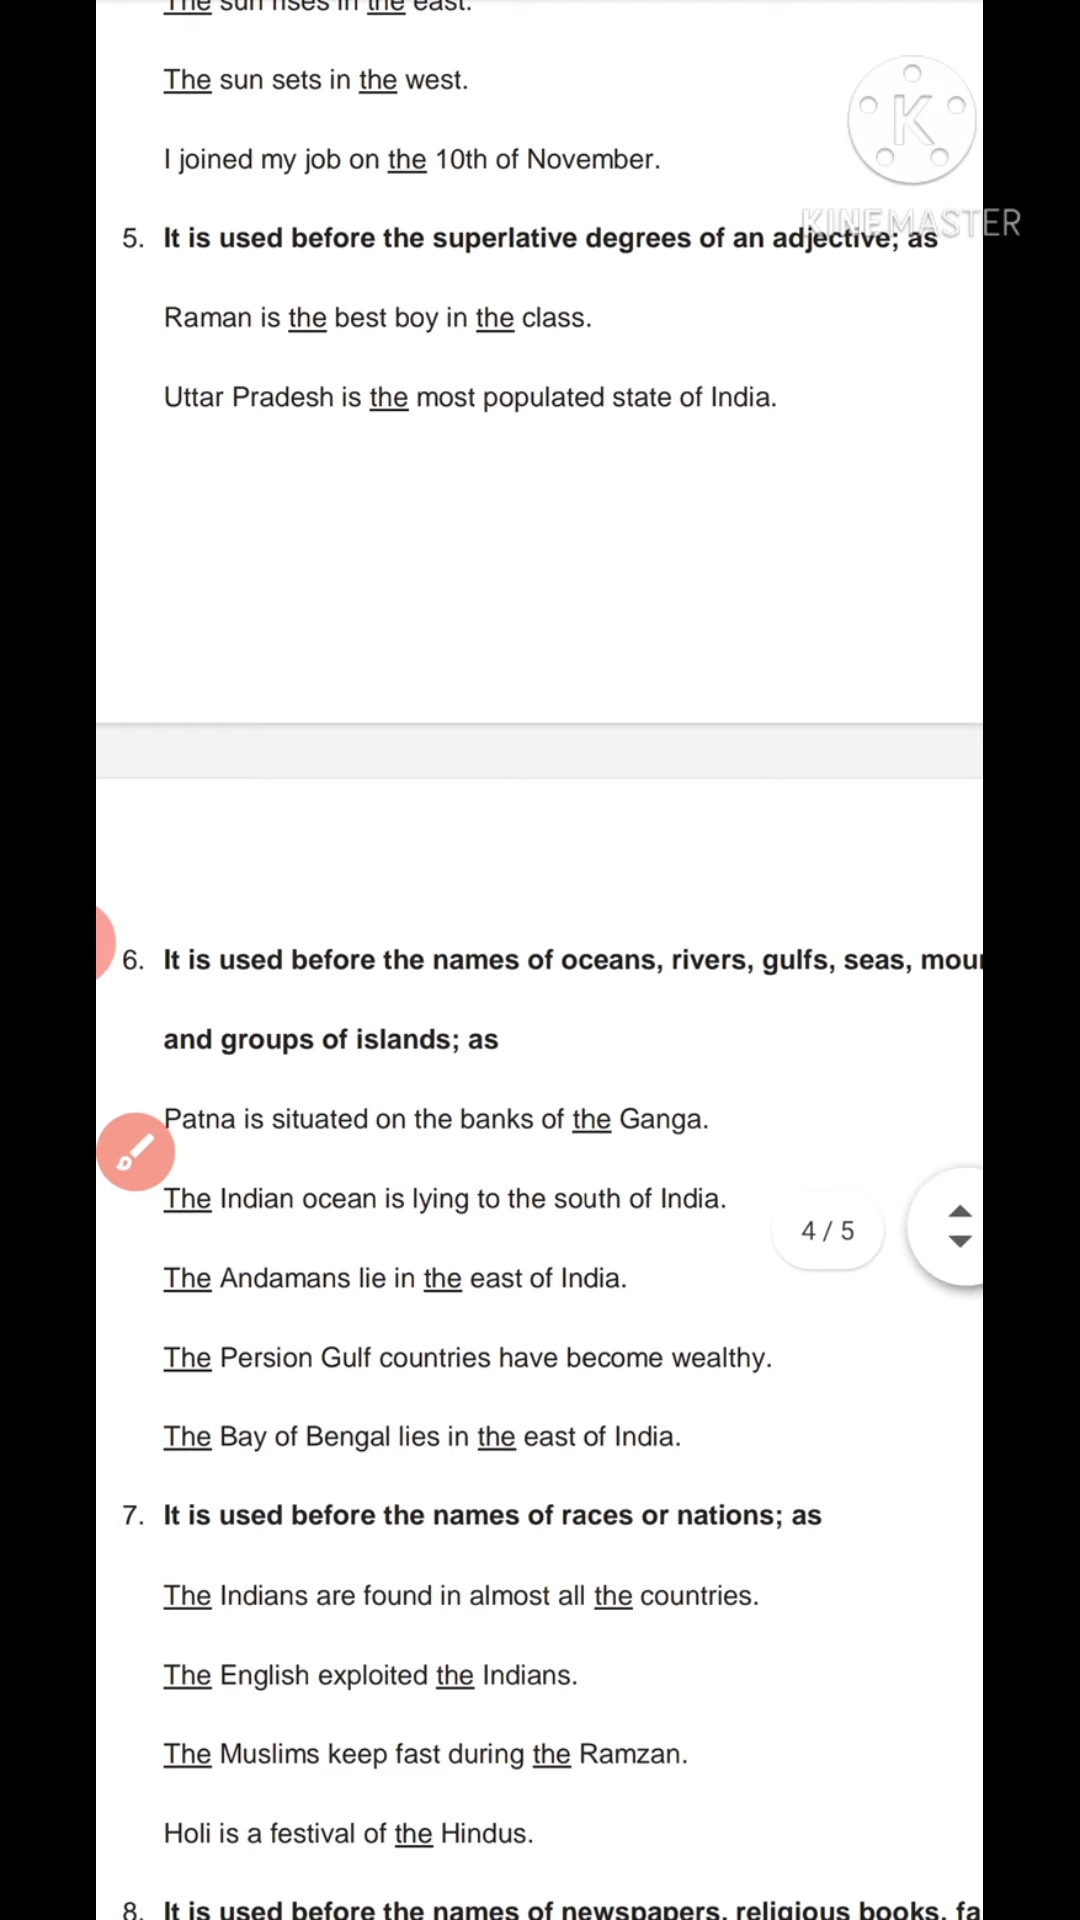 The sun rises in the east.
The sun sets in the west.
K
I joined my job on the 10th of November.
KINEMASTER
5. It is used before the superlative degrees of an adjective; as
Raman is the best boy in the class.
Uttar Pradesh is the most populated state of India.
6. It is used before the names of oceans, rivers, gulfs, seas,
and groups of islands; as
Patna is situated on the banks of the Ganga.
The Indian ocean is lying to the south of India.
4 / 5
The Andamans lie in the east of India.
The Persion Gulf countries have become wealthy.
The Bay of Bengal lies in the east of India.
7. It is used before the names of races or nations; as
The Indians are found in almost all the countries.
The English exploited the Indians.
The Muslims keep fast during the Ramzan.
Holi is a festival of the Hindus.
8. It is used before the names of newspapers, religious books,